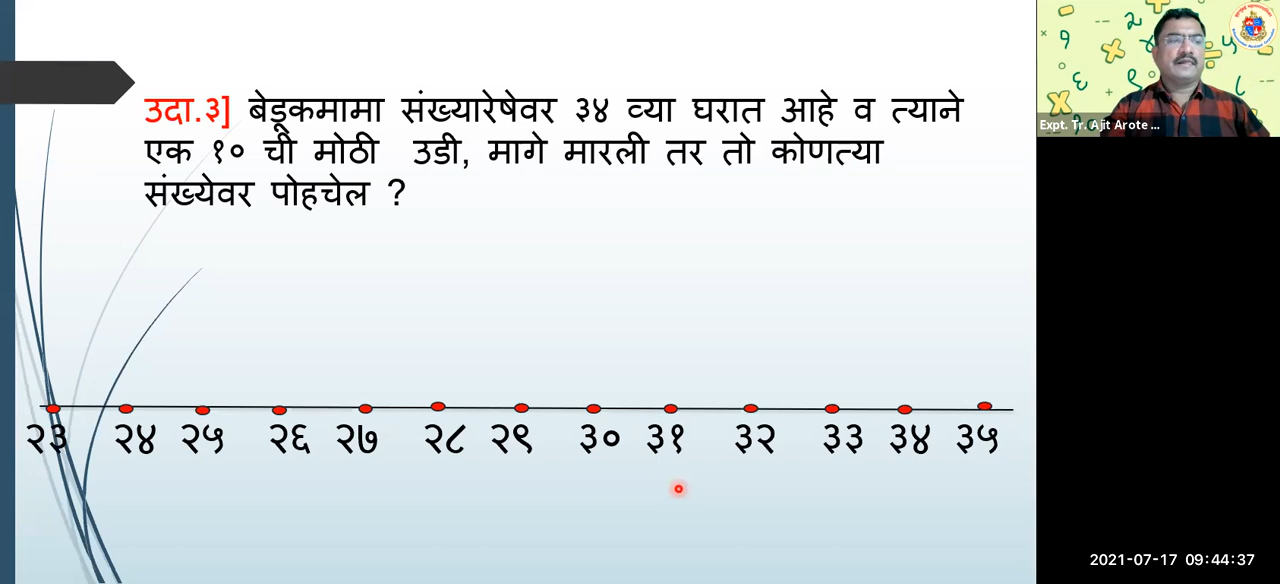 उदा.३] बेडूकमामा संख्यारेषेवर ३४ व्या घरात आहे व त्याने
एक १० ची मोठी उडी, मागे मारली तर तो कोणत्या
संख्येवर पोहचेल ?
२३ २४ २५ २६ २७ २८ २९ ३० ३१ ३२ ३३ ३४ ३५
Expt. Tr. Ajit Arote ...
2021-07-17 09:44:37